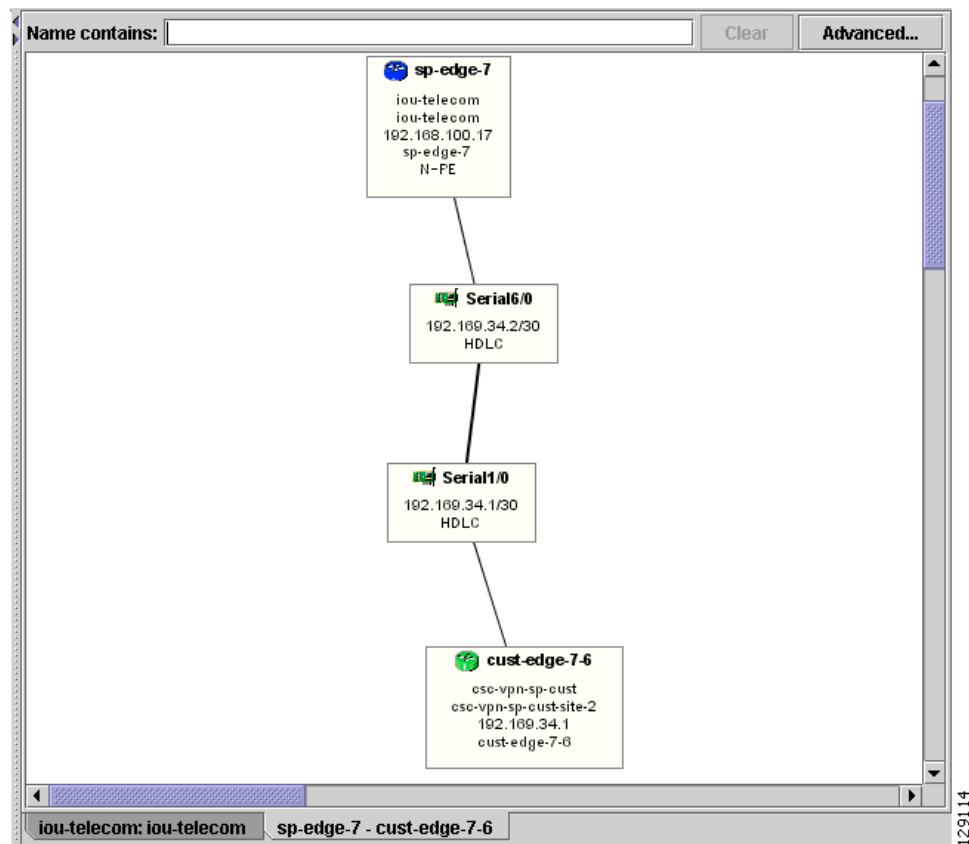 Name contains:
Clear
Advanced...
sp-edge-7
iou-telecom
iou-telecom
192.168.100.17
sp-edge-7
N-PE
Serial6/0
192.169.34.2/30
HDLC
Serial1/0
192.169.34.1/30
HDLC
cust-edge-7-6
csc-vpn-sp-cust
csc-vpn-sp-cust-site-2
192.169.34.1
cust-edge-7-6
iou-telecom: iou-telecom
sp-edge-7 - cust-edge-7-6
129114